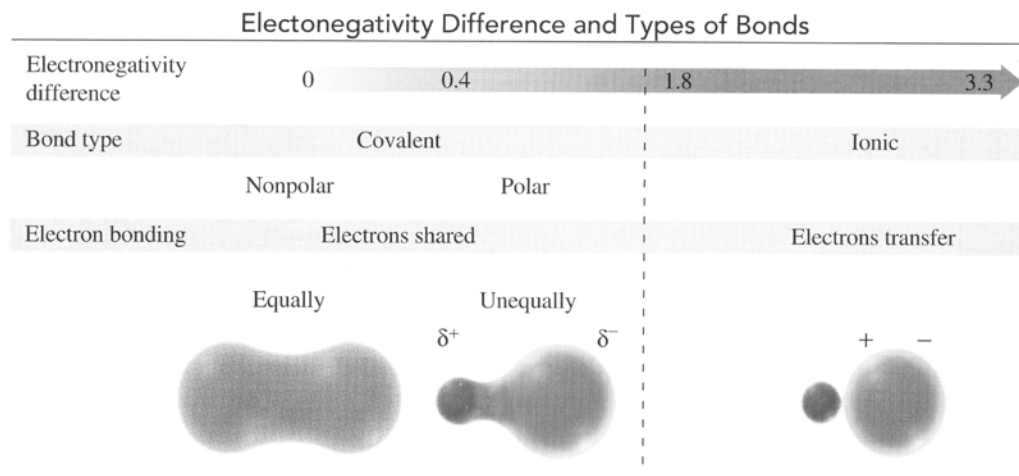 Electonegativity Difference and Types of Bonds
Electronegativity
difference
0 0.4 1.8 3.3
Bond type Covalent Ionic
Nonpolar Polar
Electron bonding Electrons shared Electrons transfer
Equally Unequally
δ+ δ− + −